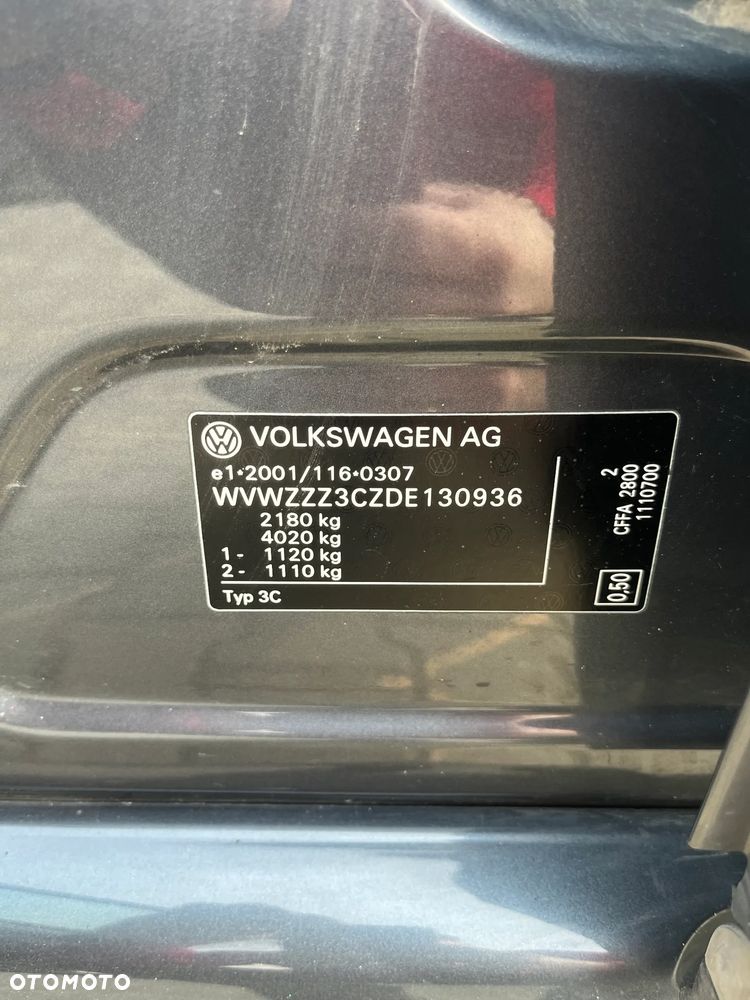 VOLKSWAGEN AG
e1*2001/116*0307
WVWZZZ3CZDE130936
2180 kg
4020 kg
1 - 1120 kg
2 - 1110 kg
Typ 3C
2
CFFA 2800
1110700
0,50
OTOMOTO